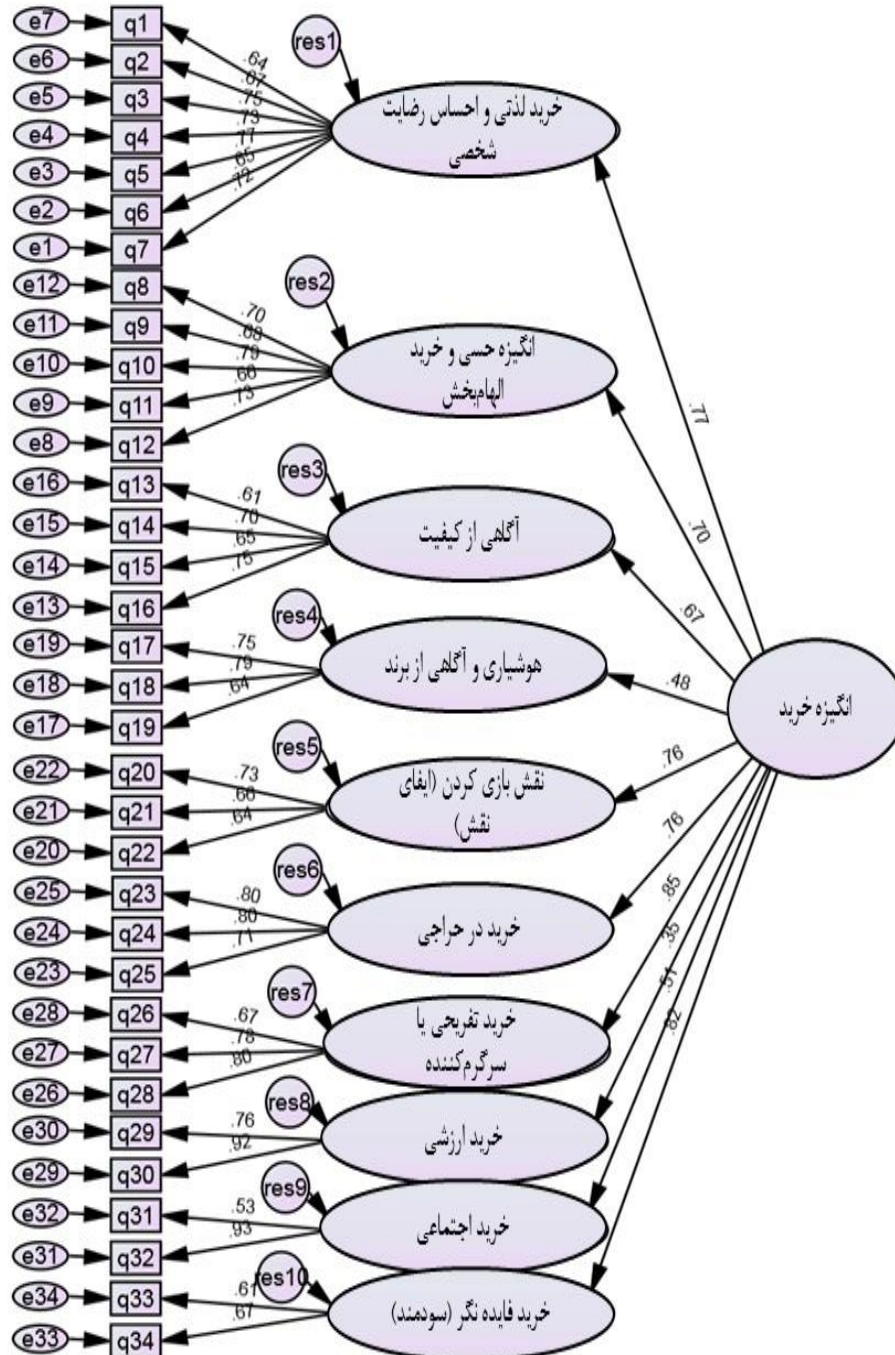 e7 q1
e6 q2
e5 q3
e4 q4
e3 q5
e2 q6
e1 q7
.64
.67
.75
.73
.77
.65
.72
res1
خرید لذتی و احساس رضایت
شخصی
e12 q8
e11 q9
e10 q10
e9 q11
e8 q12
.70
.68
.79
.66
.73
res2
انگیزه حسی و خرید
الهام‌بخش
e16 q13
e15 q14
e14 q15
e13 q16
.61
.70
.65
.75
res3
آگاهی از کیفیت
e19 q17
e18 q18
e17 q19
.75
.79
.64
res4
هوشیاری و آگاهی از برند
e22 q20
e21 q21
e20 q22
.73
.66
.64
res5
نقش بازی کردن (ایفای
نقش)
e25 q23
e24 q24
e23 q25
.80
.80
.71
res6
خرید در حراجی
e28 q26
e27 q27
e26 q28
.67
.78
.80
res7
خرید تفریحی یا
سرگرم‌کننده
e30 q29
e29 q30
.76
.92
res8
خرید ارزشی
e32 q31
e31 q32
.53
.93
res9
خرید اجتماعی
e34 q33
e33 q34
.61
.67
res10
خرید فایده نگر (سودمند)
.77
.70
.67
.48
.76
.76
.85
.35
.51
.82
انگیزه خرید